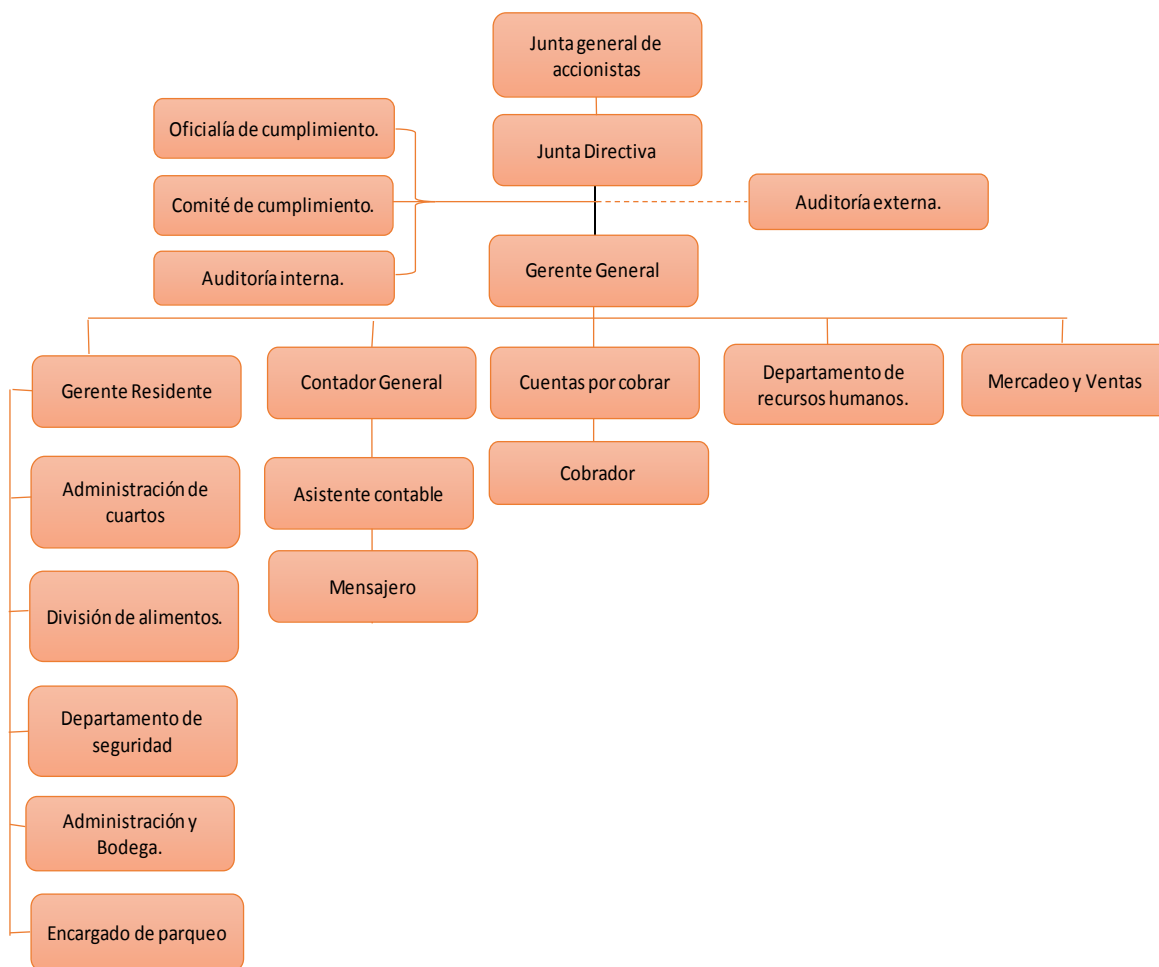 Junta general de
accionistas
Oficialía de cumplimiento.
Junta Directiva
Comité de cumplimiento.
Auditoría externa.
Auditoría interna.
Gerente General
Gerente Residente
Contador General
Cuentas por cobrar
Departamento de
recursos humanos.
Mercadeo y Ventas
Administración de
cuartos
Asistente contable
Cobrador
División de alimentos.
Mensajero
Departamento de
seguridad
Administración y
Bodega.
Encargado de parqueo